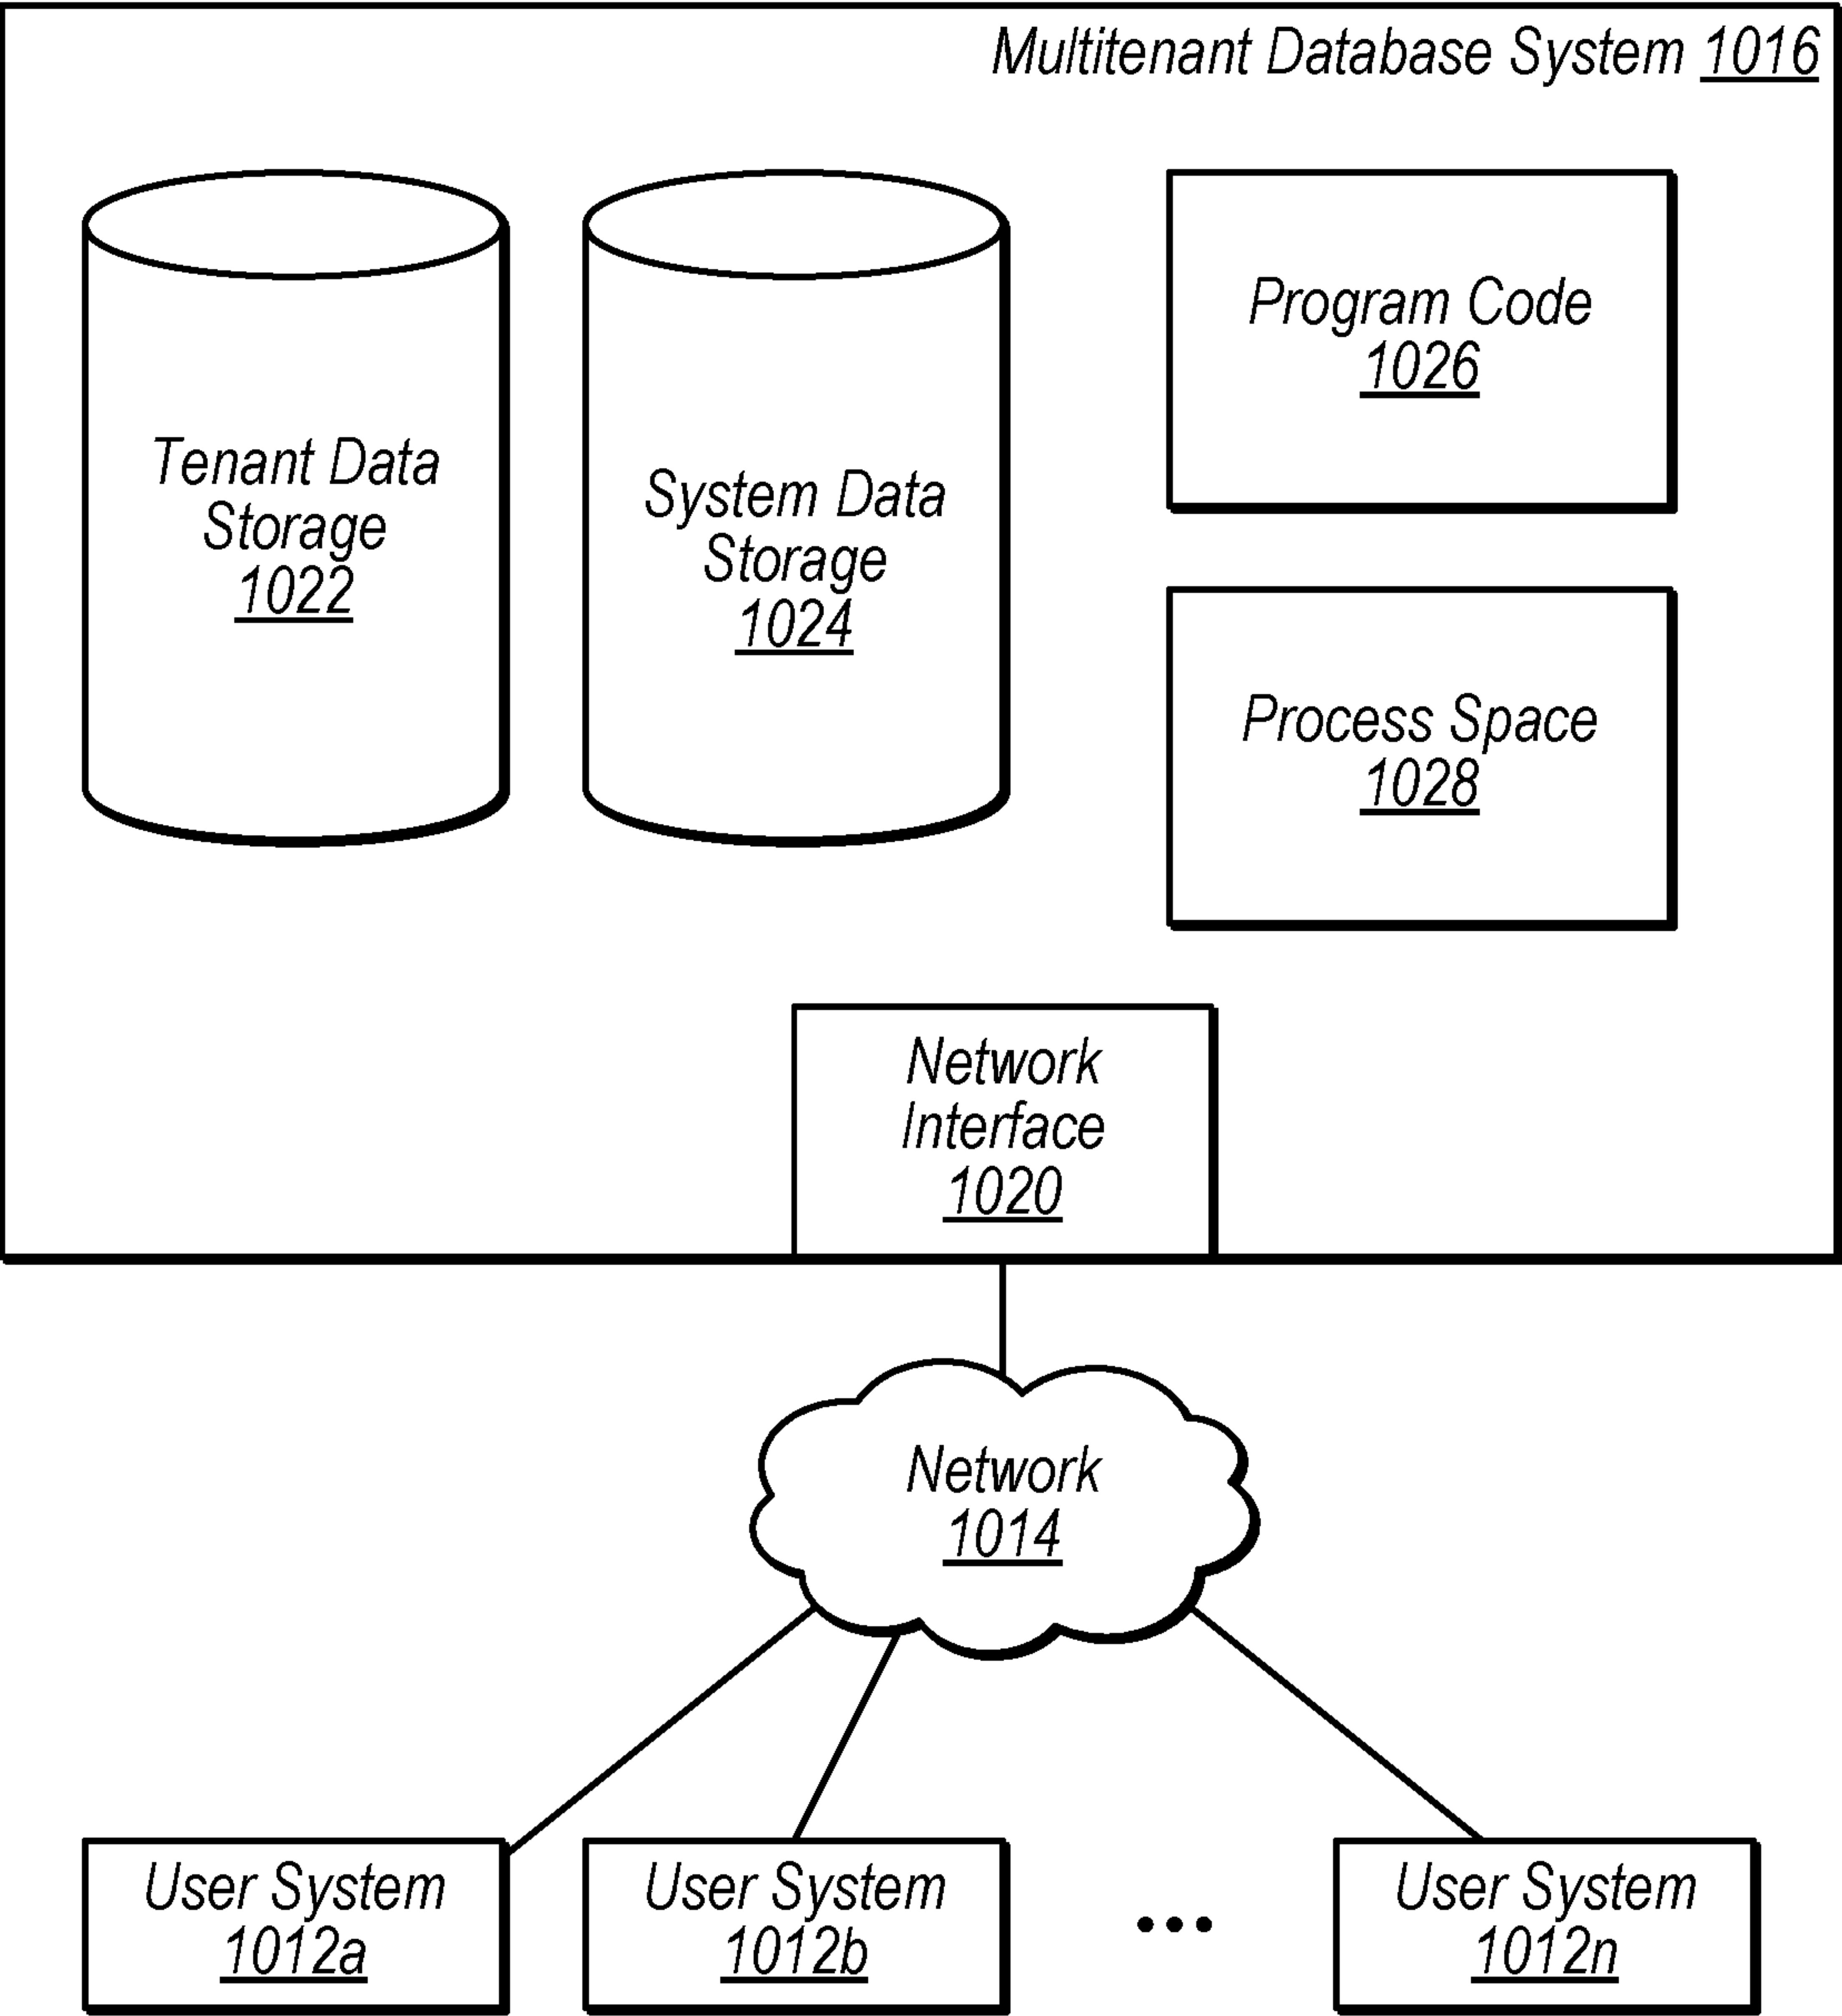 Multitenant Database System 1016
Tenant Data
Storage
1022
System Data
Storage
1024
Program Code
1026
Process Space
1028
Network
Interface
1020
Network
1014
User System
1012a
User System
1012b
...
User System
1012n